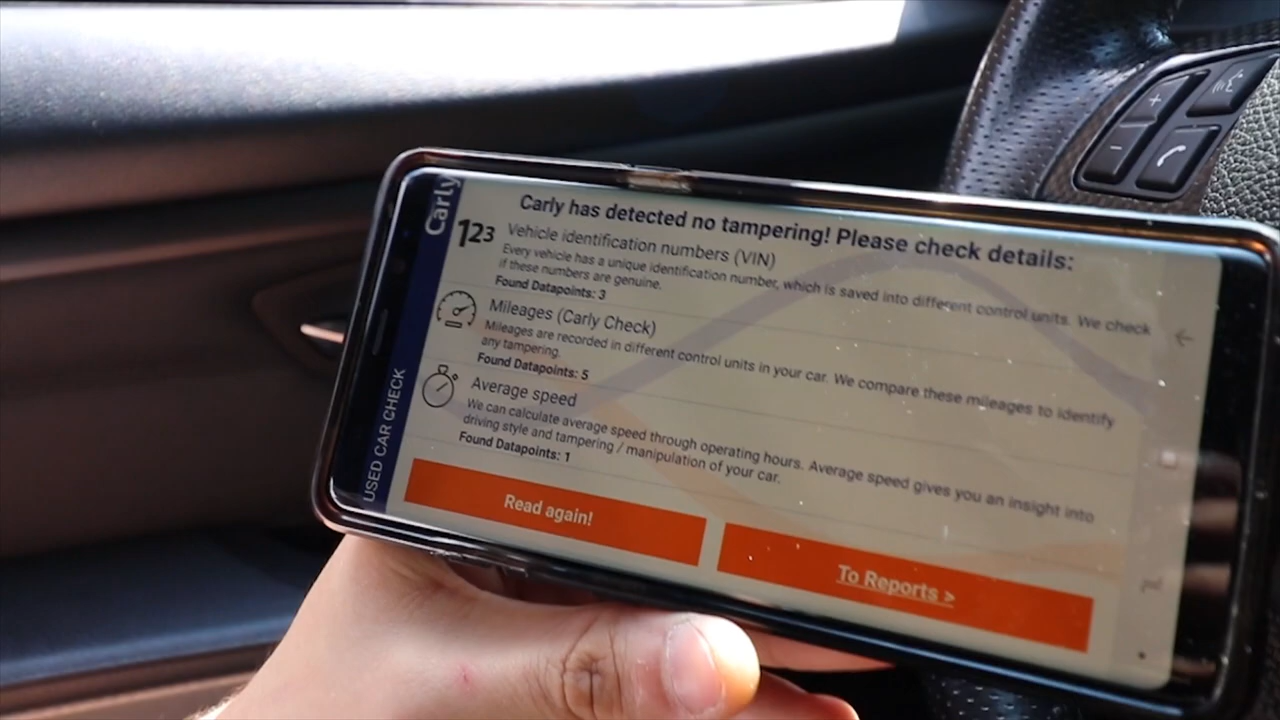 Carly
USED CAR CHECK
Carly has detected no tampering! Please check details:
123
Vehicle identification numbers (VIN)
Every vehicle has a unique identification number, which is saved into different control units. We check
if these numbers are genuine.
Found Datapoints: 3
Mileages (Carly Check)
Mileages are recorded in different control units in your car. We compare these mileages to identify
any tampering.
Found Datapoints: 5
Average speed
We can calculate average speed through operating hours. Average speed gives you an insight into
driving style and tampering / manipulation of your car.
Found Datapoints: 1
Read again!
To Reports >
+
−